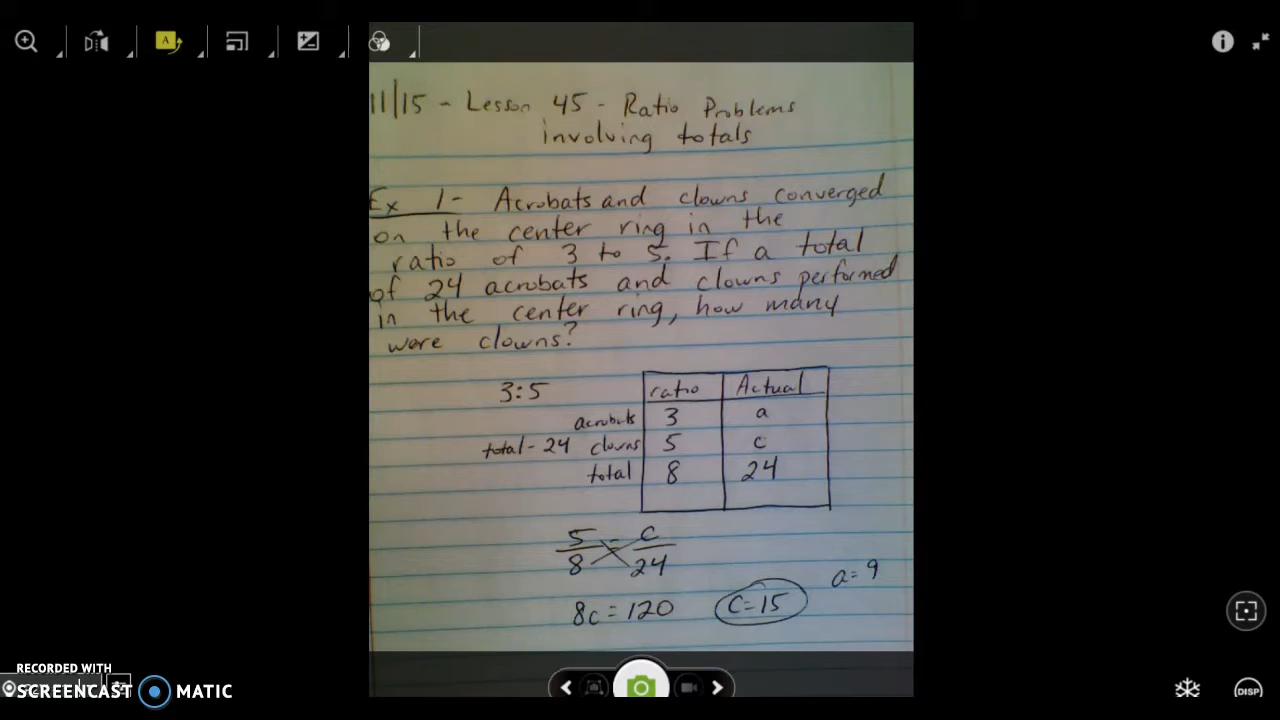 11/15 - Lesson 45 - Ratio Problems
involving totals
Ex 1- Acrobats and clowns converged
on the center ring in the
ratio of 3 to 5. If a total
of 24 acrobats and clowns performed
in the center ring, how many
were clowns?
3:5
ratio Actual
acrobats 3 a
total - 24 clowns 5 c
total 8 24
5/8 = c/24
8c = 120
c=15
a=9
RECORDED WITH
SCREENCAST MATIC
DISP
A